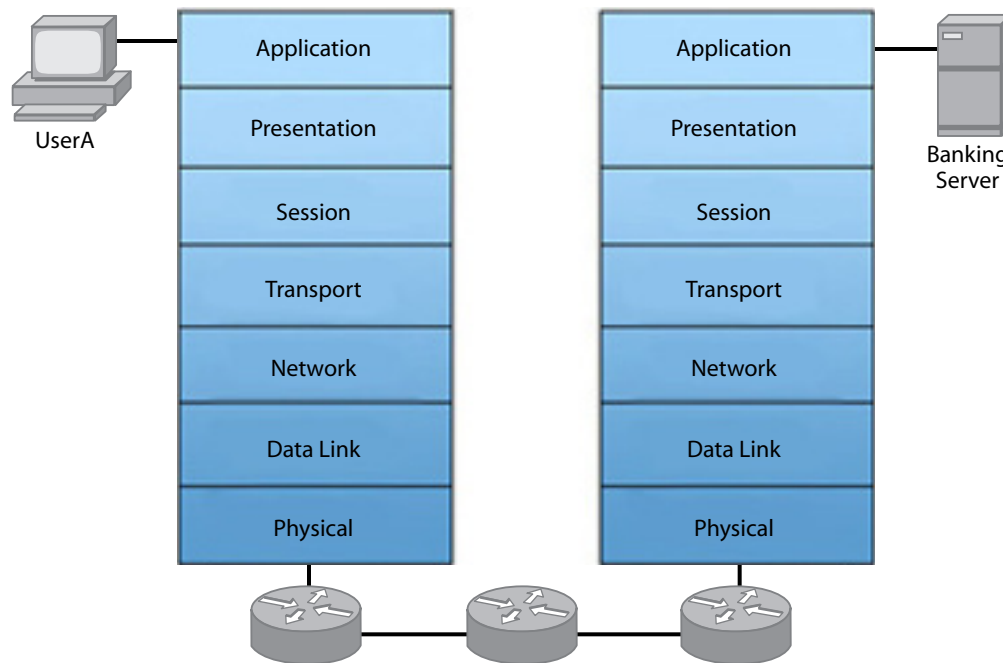 UserA
Application
Presentation
Session
Transport
Network
Data Link
Physical
Application
Presentation
Session
Transport
Network
Data Link
Physical
Banking
Server